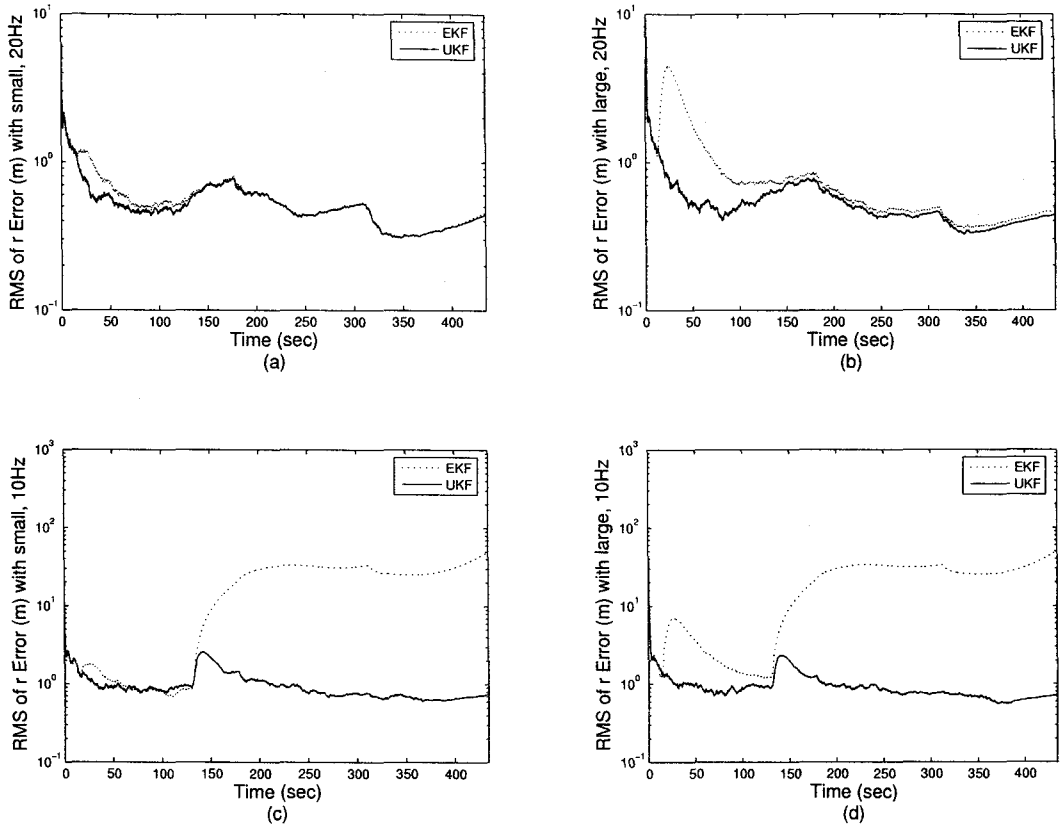 RMS of r Error (m) with small, 20Hz
10^1
10^0
10^-1
EKF
UKF
0 50 100 150 200 250 300 350 400
Time (sec)
(a)
RMS of r Error (m) with large, 20Hz
10^1
10^0
10^-1
EKF
UKF
0 50 100 150 200 250 300 350 400
Time (sec)
(b)
RMS of r Error (m) with small, 10Hz
10^3
10^2
10^1
10^0
10^-1
EKF
UKF
0 50 100 150 200 250 300 350 400
Time (sec)
(c)
RMS of r Error (m) with large, 10Hz
10^3
10^2
10^1
10^0
10^-1
EKF
UKF
0 50 100 150 200 250 300 350 400
Time (sec)
(d)